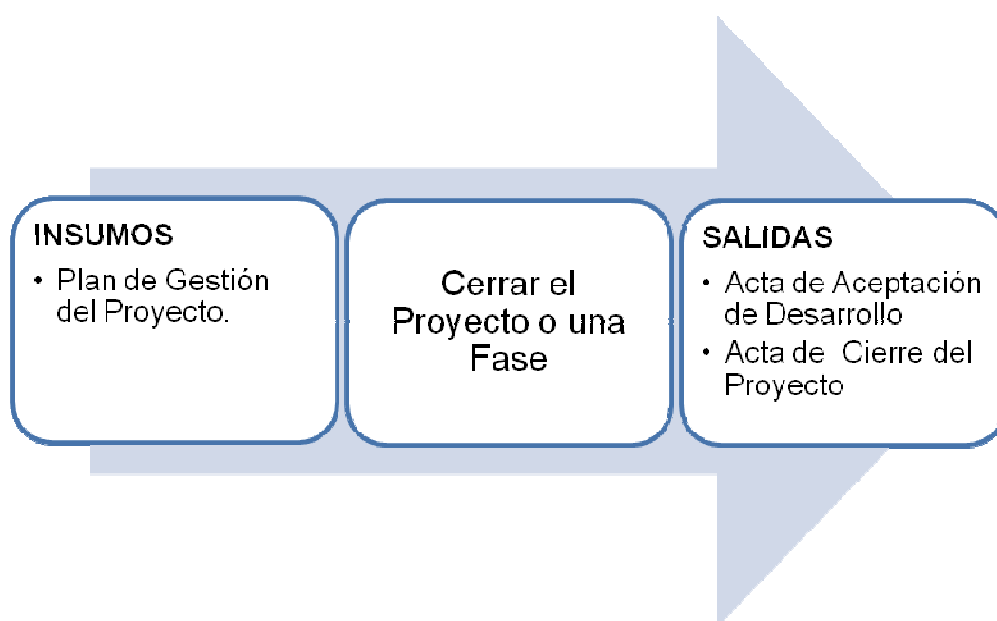 INSUMOS
• Plan de Gestión
del Proyecto.
Cerrar el
Proyecto o una
Fase
SALIDAS
• Acta de Aceptación
de Desarrollo
• Acta de Cierre del
Proyecto